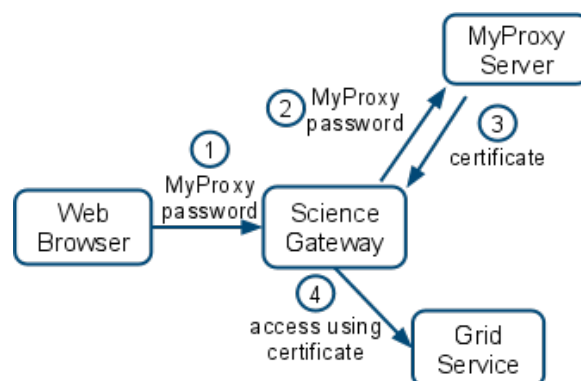 MyProxy
Server
2
MyProxy
password
3
certificate
1
MyProxy
password
Web
Browser
Science
Gateway
4
access using
certificate
Grid
Service